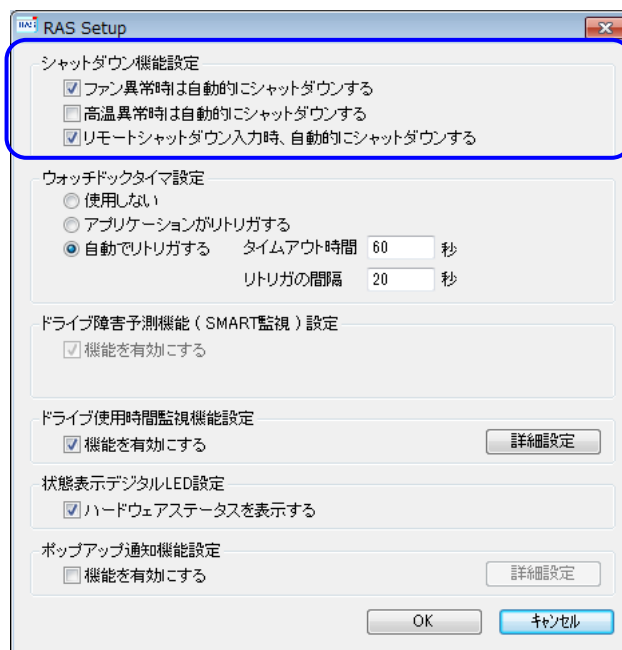 RAS Setup
シャットダウン機能設定
ファン異常時は自動的にシャットダウンする
高温異常時は自動的にシャットダウンする
リモートシャットダウン入力時、自動的にシャットダウンする
ウォッチドックタイマ設定
使用しない
アプリケーションがリトリガする
自動でリトリガする タイムアウト時間 60 秒
リトリガの間隔 20 秒
ドライブ障害予測機能（SMART監視）設定
機能を有効にする
ドライブ使用時間監視機能設定
機能を有効にする 詳細設定
状態表示デジタルLED設定
ハードウェアステータスを表示する
ポップアップ通知機能設定
機能を有効にする 詳細設定
OK キャンセル